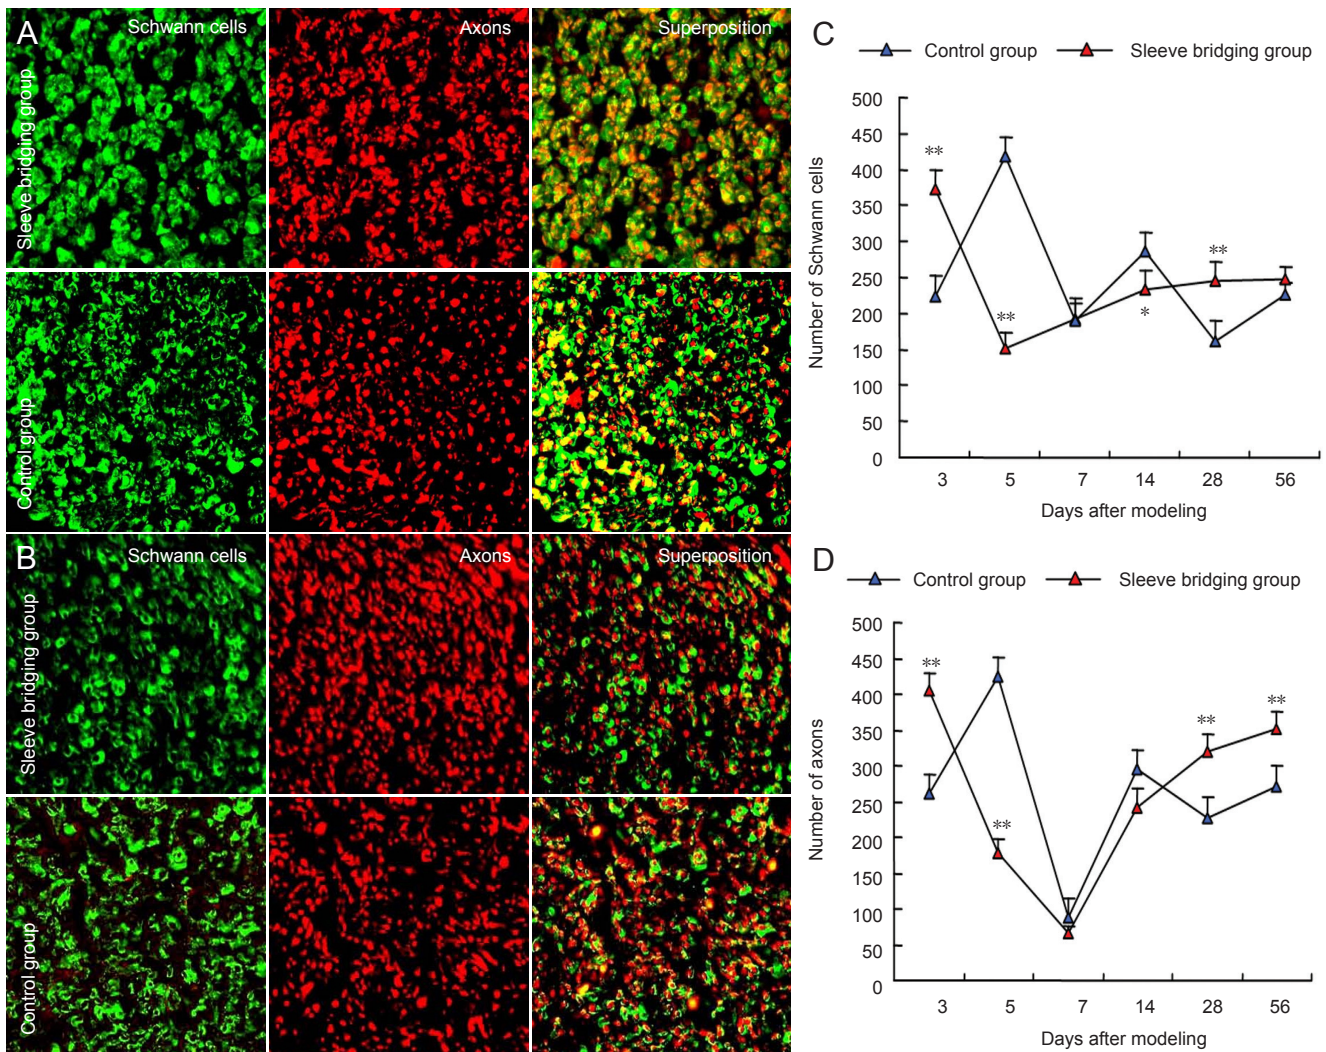 A
Schwann cells
Axons
Superposition
Sleeve bridging group
Control group
B
Schwann cells
Axons
Superposition
Sleeve bridging group
Control group
C
Control group
Sleeve bridging group
Number of Schwann cells
500
450
400
350
300
250
200
150
100
50
0
**
**
*
**
3 5 7 14 28 56
Days after modeling
D
Control group
Sleeve bridging group
Number of axons
500
450
400
350
300
250
200
150
100
50
0
**
**
**
**
3 5 7 14 28 56
Days after modeling